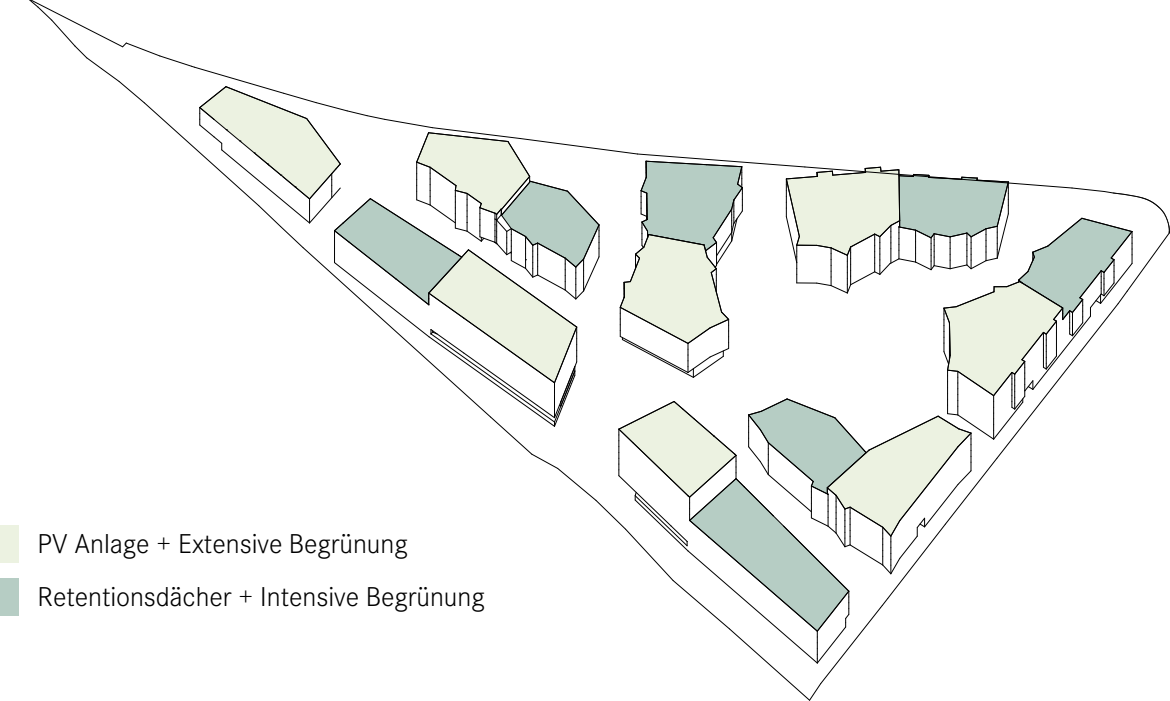 PV Anlage + Extensive Begrünung
Retentionsdächer + Intensive Begrünung